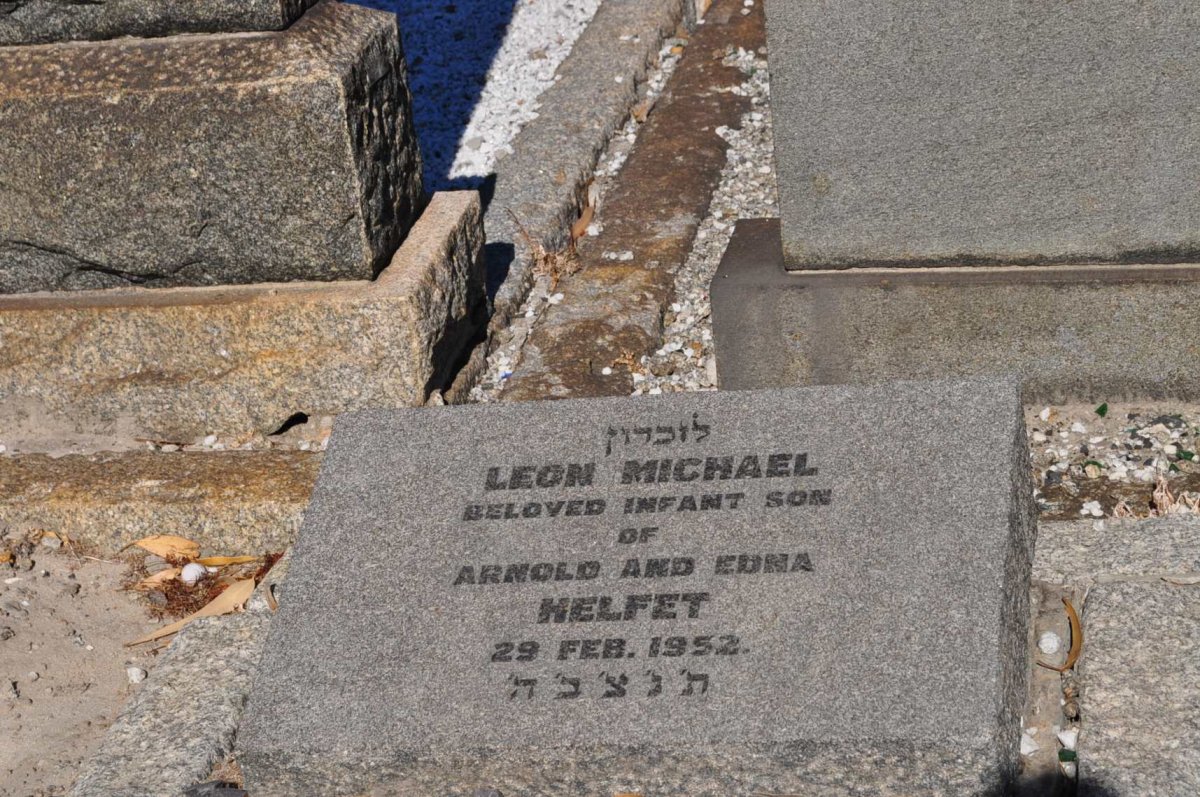 לזכרון
LEON MICHAEL
BELOVED INFANT SON
OF
ARNOLD AND EDNA
HELFET
29 FEB. 1952.
ת' נ' צ' ב' ה'